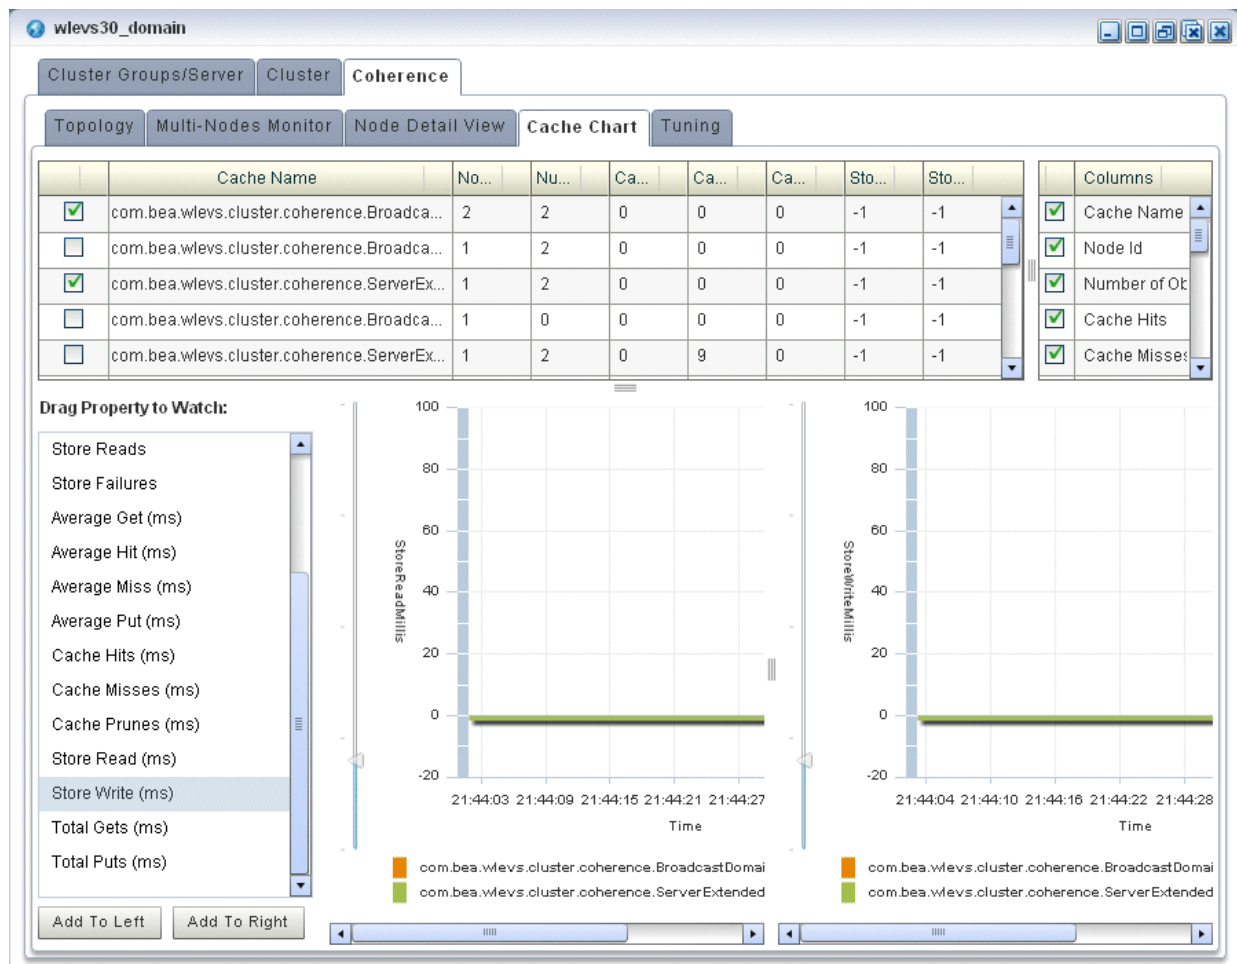 wlevs30_domain
Cluster Groups/Server Cluster Coherence
Topology Multi-Nodes Monitor Node Detail View Cache Chart Tuning
Cache Name No... Nu... Ca... Ca... Ca... Sto... Sto... Columns
com.bea.wlevs.cluster.coherence.Broadca... 2 2 0 0 0 -1 -1 Cache Name
com.bea.wlevs.cluster.coherence.Broadca... 1 2 0 0 0 -1 -1 Node Id
com.bea.wlevs.cluster.coherence.ServerEx... 1 2 0 0 0 -1 -1 Number of Ob
com.bea.wlevs.cluster.coherence.Broadca... 1 0 0 0 0 -1 -1 Cache Hits
com.bea.wlevs.cluster.coherence.ServerEx... 1 2 0 9 0 -1 -1 Cache Misses
Drag Property to Watch:
Store Reads
Store Failures
Average Get (ms)
Average Hit (ms)
Average Miss (ms)
Average Put (ms)
Cache Hits (ms)
Cache Misses (ms)
Cache Prunes (ms)
Store Read (ms)
Store Write (ms)
Total Gets (ms)
Total Puts (ms)
Add To Left Add To Right
100
80
60
40
20
0
-20
StoreReadMillis
21:44:03 21:44:09 21:44:15 21:44:21 21:44:27
Time
com.bea.wlevs.cluster.coherence.BroadcastDomai
com.bea.wlevs.cluster.coherence.ServerExtended
100
80
60
40
20
0
-20
StoreWriteMillis
21:44:04 21:44:10 21:44:16 21:44:22 21:44:28
Time
com.bea.wlevs.cluster.coherence.BroadcastDomai
com.bea.wlevs.cluster.coherence.ServerExtended